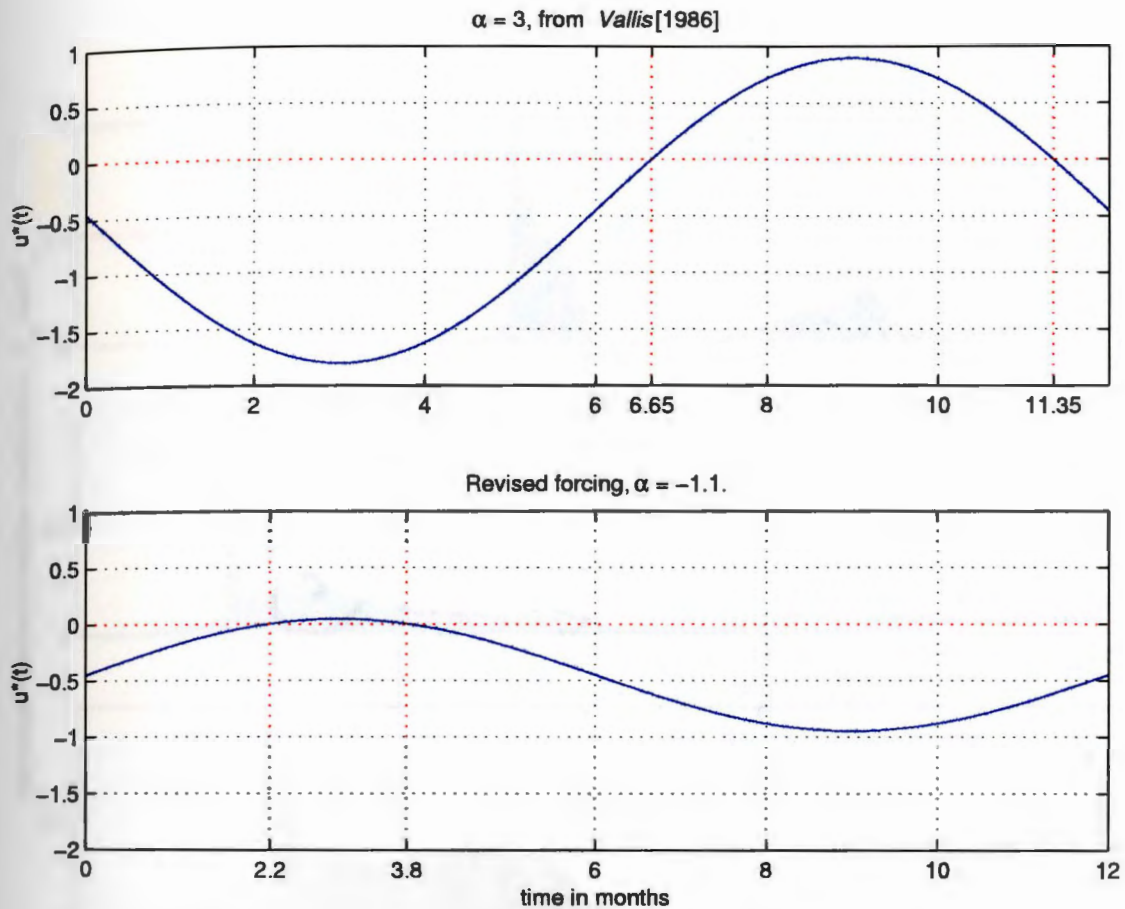 α = 3, from Vallis[1986]
1
0.5
0
−0.5
−1
−1.5
−2
u*(t)
0 2 4 6 6.65 8 10 11.35
Revised forcing, α = −1.1.
1
0.5
0
−0.5
−1
−1.5
−2
u*(t)
0 2.2 3.8 6 8 10 12
time in months